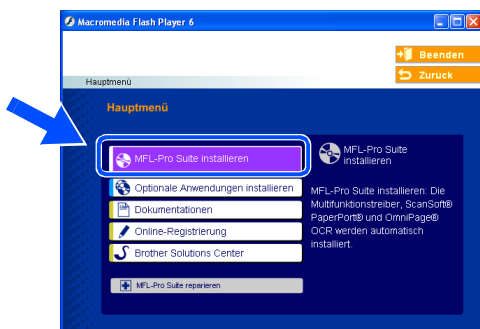 Macromedia Flash Player 6
Beenden
Zuruck
Hauptmenü
Hauptmenü
MFL-Pro Suite installieren
Optionale Anwendungen installieren
Dokumentationen
Online-Registrierung
Brother Solutions Center
MFL-Pro Suite reparieren
MFL-Pro Suite
installieren
MFL-Pro Suite installieren: Die
Multifunktionstreiber, ScanSoft®
PaperPort® und OmniPage®
OCR werden automatisch
installiert.